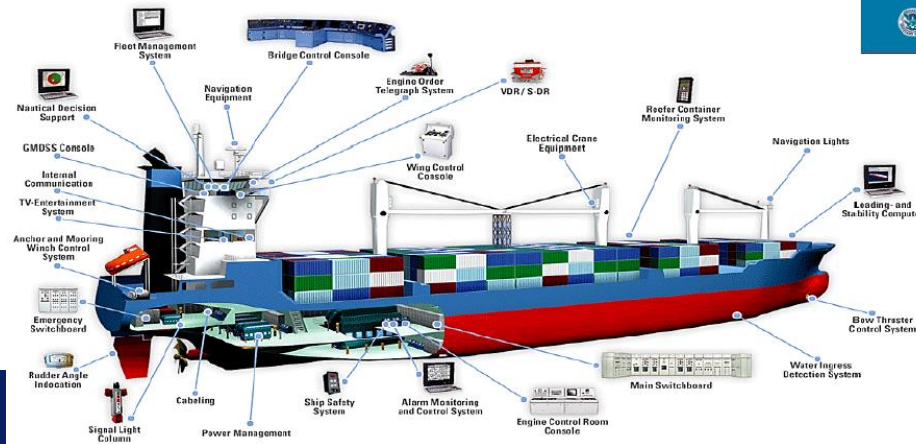 Fleet Management
System
Bridge Control Console
Nautical Decision
Support
Navigation
Equipment
Engine Order
Telegraph System
VDR / S-DR
Reefer Container
Monitoring System
GMDSS Console
Electrical Crane
Equipment
Navigation Lights
Internal
Communication
Wing Control
Console
TV-Entertainment
System
Loading- and
Stability Compute
Anchor and Mooring
Winch Control
System
Emergency
Switchboard
Bow Thruster
Control System
Rudder Angle
Indocation
Water Ingress
Detection System
Main Switchboard
Cabeling
Ship Safety
System
Alarm Monitoring
and Control System
Signal Light
Column
Power Management
Engine Control Room
Console